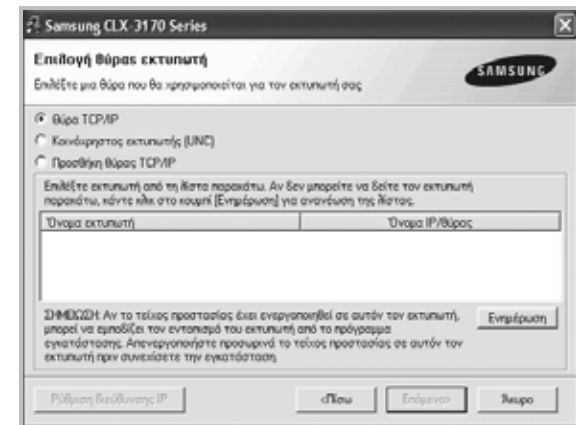 Samsung CLX-3170 Series
Επιλογή θύρας εκτυπωτή
Επιλέξτε μια θύρα που θα χρησιμοποιείται για τον εκτυπωτή σας
SAMSUNG
Θύρα TCP/IP
Κοινόχρηστος εκτυπωτής (UNC)
Προσθήκη θύρας TCP/IP
Επιλέξτε εκτυπωτή από τη λίστα παρακάτω. Αν δεν μπορείτε να δείτε τον εκτυπωτή
παρακάτω, κάντε κλικ στο κουμπί [Ενημέρωση] για ανανέωση της λίστας.
Όνομα εκτυπωτή Όνομα IP/Θύρας
ΣΗΜΕΙΩΣΗ: Αν το τείχος προστασίας έχει ενεργοποιηθεί σε αυτόν τον εκτυπωτή,
μπορεί να εμποδίζει τον εντοπισμό του εκτυπωτή από το πρόγραμμα
εγκατάστασης. Απενεργοποιήστε προσωρινά το τείχος προστασίας σε αυτόν τον
εκτυπωτή πριν συνεχίσετε την εγκατάσταση.
Ενημέρωση
Ρύθμιση διεύθυνσης IP <Πίσω Επόμενο> Άκυρο